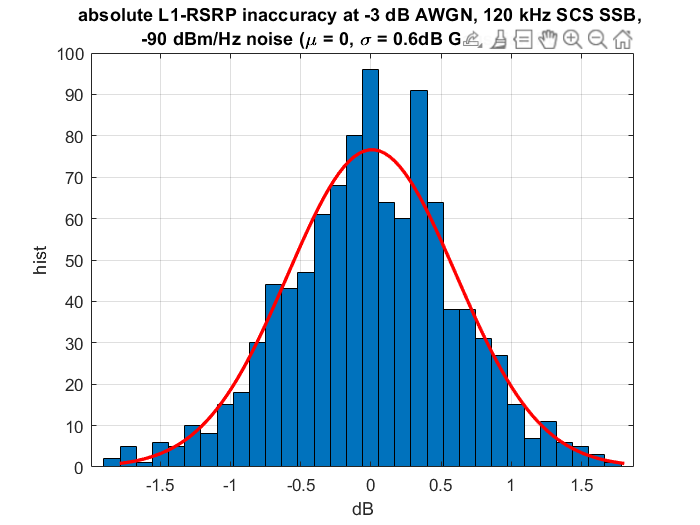 absolute L1-RSRP inaccuracy at -3 dB AWGN, 120 kHz SCS SSB,
-90 dBm/Hz noise (μ = 0, σ = 0.6dB G
100
90
80
70
60
50
40
30
20
10
0
hist
-1.5 -1 -0.5 0 0.5 1 1.5
dB